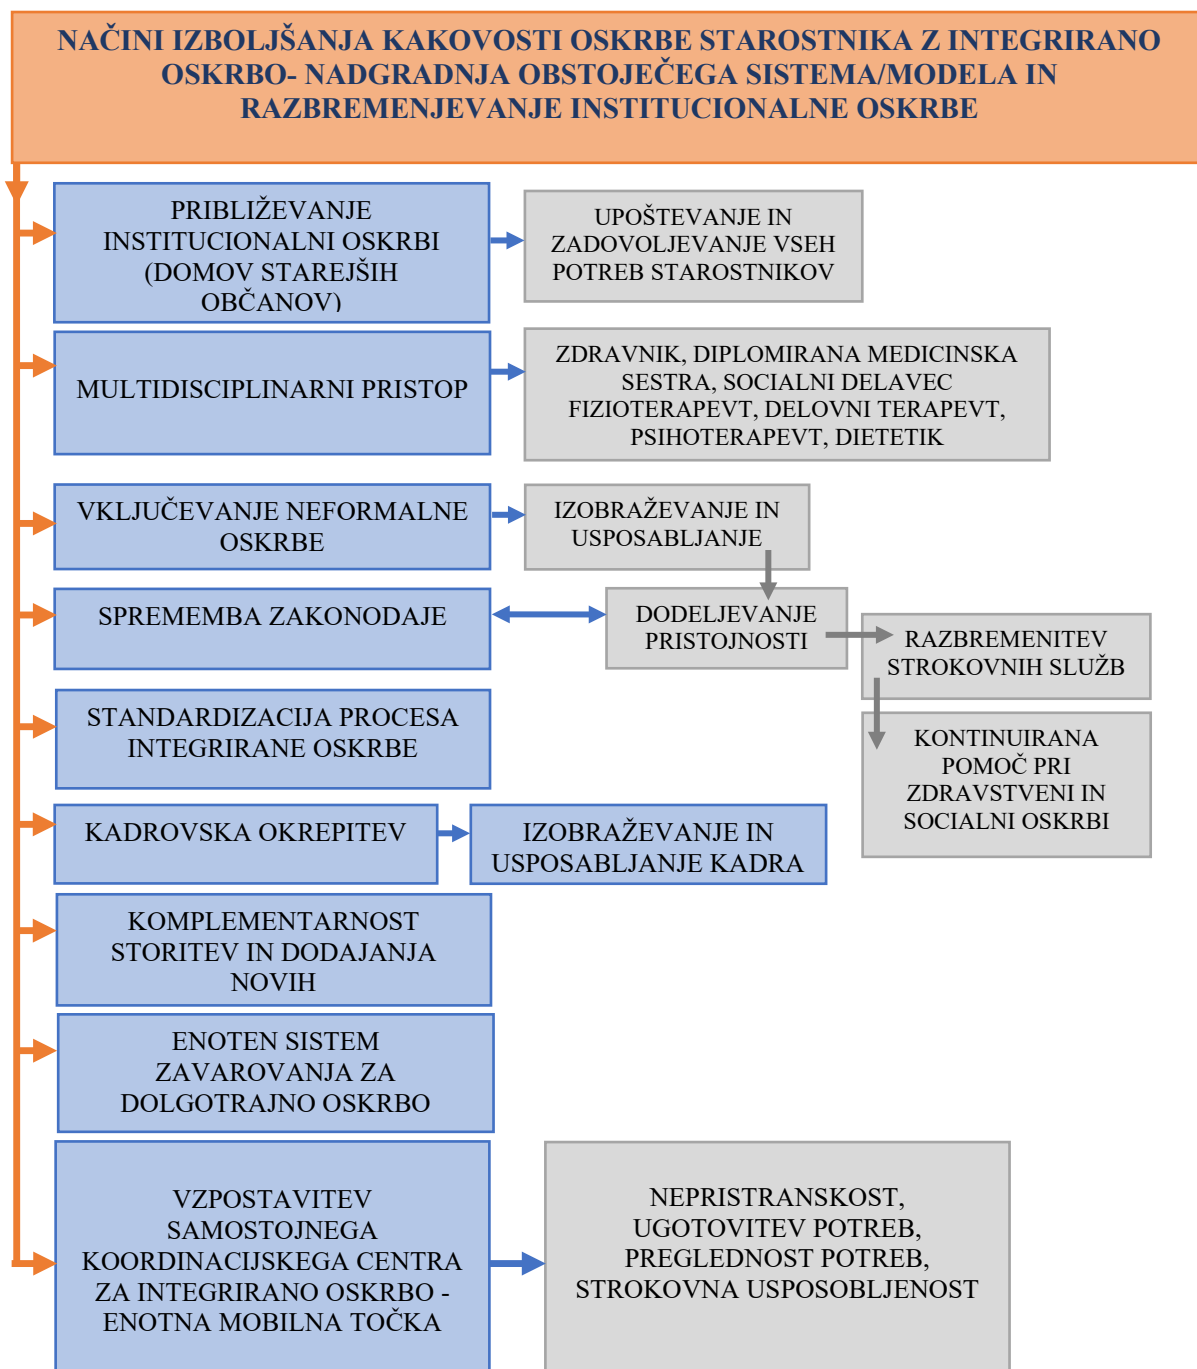 NAČINI IZBOLJŠANJA KAKOVOSTI OSKRBE STAROSTNIKA Z INTEGRIRANO
OSKRBO- NADGRADNJA OBSTOJEČEGA SISTEMA/MODELA IN
RAZBREMENJEVANJE INSTITUCIONALNE OSKRBE
PRIBLIŽEVANJE
INSTITUCIONALNI OSKRBI
(DOMOV STAREJŠIH
OBČANOV)
UPOŠTEVANJE IN
ZADOVOLJEVANJE VSEH
POTREB STAROSTNIKOV
MULTIDISCIPLINARNI PRISTOP
ZDRAVNIK, DIPLOMIRANA MEDICINSKA
SESTRA, SOCIALNI DELAVEC
FIZIOTERAPEVT, DELOVNI TERAPEVT,
PSIHOTERAPEVT, DIETETIK
VKLJUČEVANJE NEFORMALNE
OSKRBE
IZOBRAŽEVANJE IN
USPOSABLJANJE
SPREMEMBA ZAKONODAJE
DODELJEVANJE
PRISTOJNOSTI
RAZBREMENITEV
STROKOVNIH SLUŽB
STANDARDIZACIJA PROCESA
INTEGRIRANE OSKRBE
KONTINUIRANA
POMOČ PRI
ZDRAVSTVENI IN
SOCIALNI OSKRBI
KADROVSKA OKREPITEV
IZOBRAŽEVANJE IN
USPOSABLJANJE KADRA
KOMPLEMENTARNOST
STORITEV IN DODAJANJA
NOVIH
ENOTEN SISTEM
ZAVAROVANJA ZA
DOLGOTRAJNO OSKRBO
VZPOSTAVITEV
SAMOSTOJNEGA
KOORDINACIJSKEGA CENTRA
ZA INTEGRIRANO OSKRBO -
ENOTNA MOBILNA TOČKA
NEPRISTRANSKOST,
UGOTOVITEV POTREB,
PREGLEDNOST POTREB,
STROKOVNA USPOSOBLJENOST